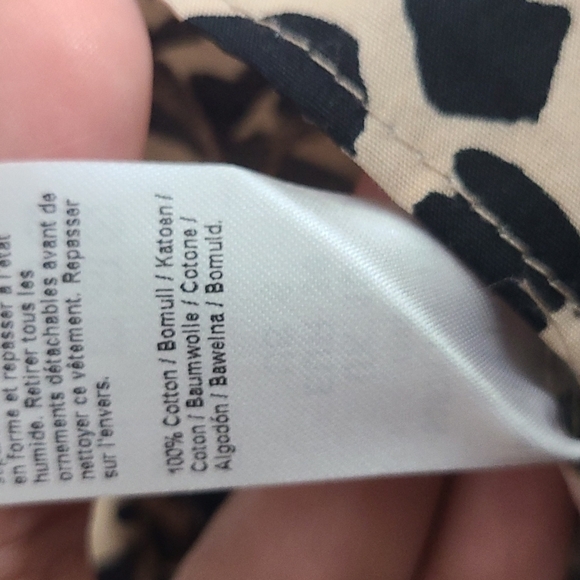 en forme et repasser à l'état
humide. Retirer tous les
ornements détachables avant de
nettoyer ce vêtement. Repasser
sur l'envers.
100% Cotton / Bomull / Katoen /
Coton / Baumwolle / Cotone /
Algodón / Bawełna / Bomuld.